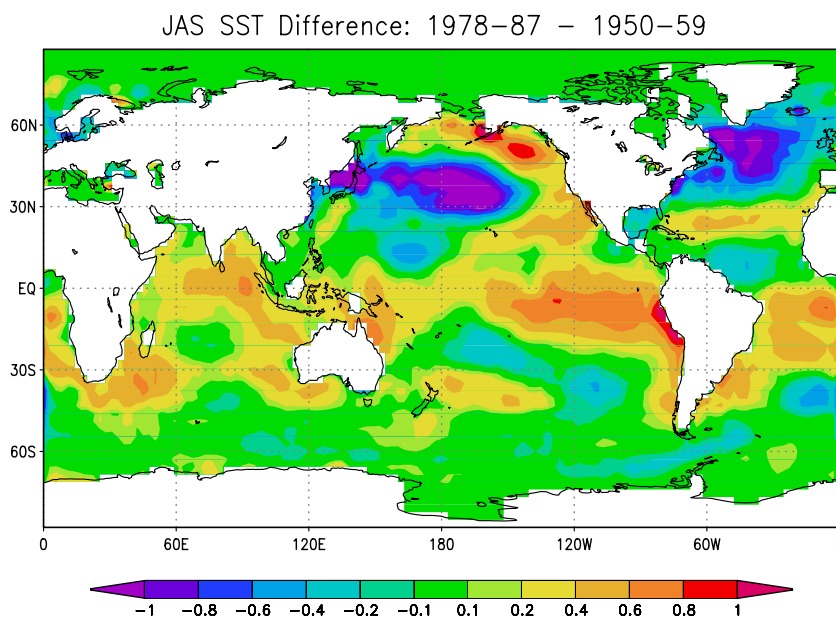 JAS SST Difference: 1978-87 - 1950-59
60N
30N
EQ
30S
60S
0 60E 120E 180 120W 60W
-1 -0.8 -0.6 -0.4 -0.2 -0.1 0.1 0.2 0.4 0.6 0.8 1